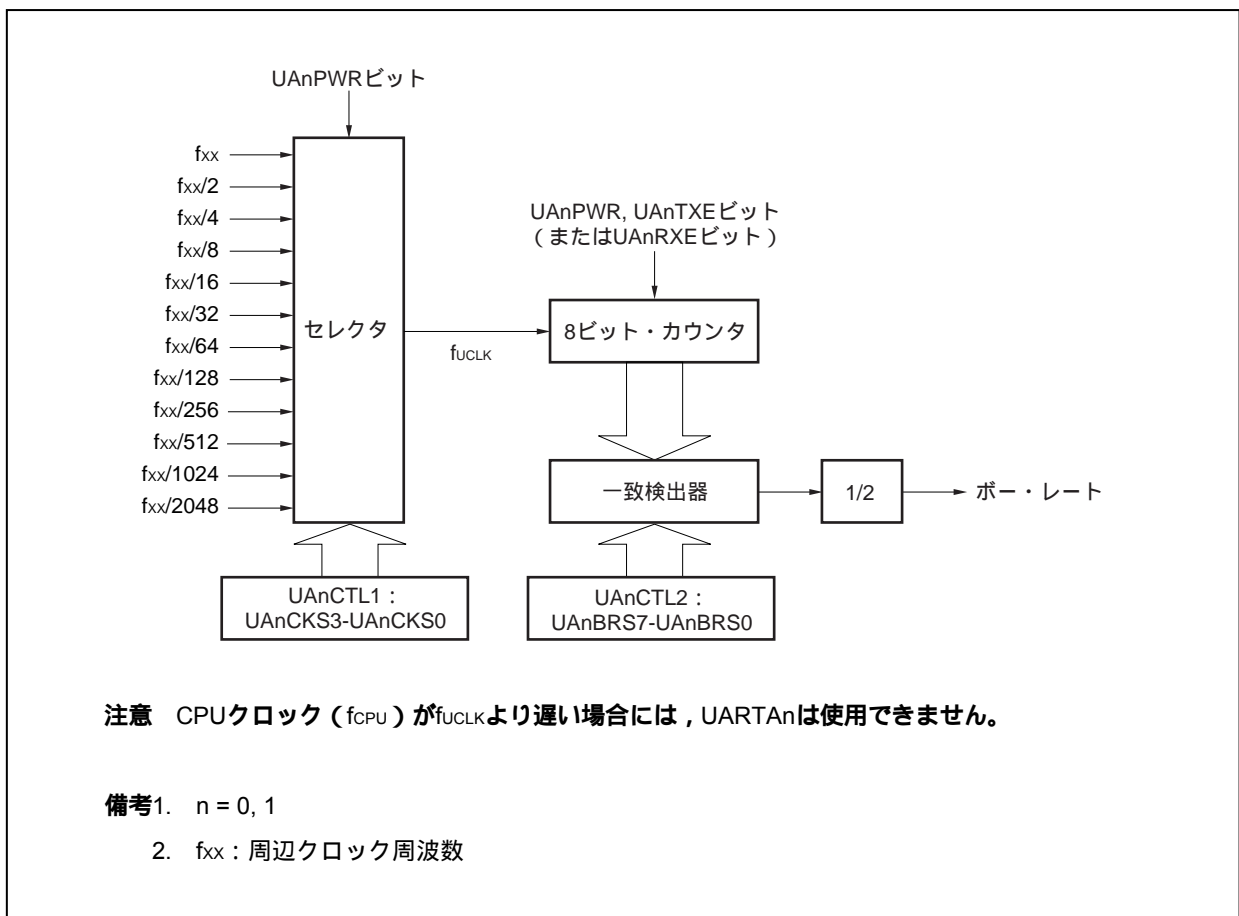 UAnPWRビット
fXX
fXX/2
fXX/4
fXX/8
fXX/16
fXX/32
fXX/64
fXX/128
fXX/256
fXX/512
fXX/1024
fXX/2048
セレクタ
fUCLK
UAnPWR, UAnTXEビット
（またはUAnRXEビット）
8ビット・カウンタ
一致検出器
1/2
ボー・レート
UAnCTL1：
UAnCKS3-UAnCKS0
UAnCTL2：
UAnBRS7-UAnBRS0
注意 CPUクロック（fCPU）がfUCLKより遅い場合には，UARTAnは使用できません。
備考1. n = 0, 1
2. fXX：周辺クロック周波数